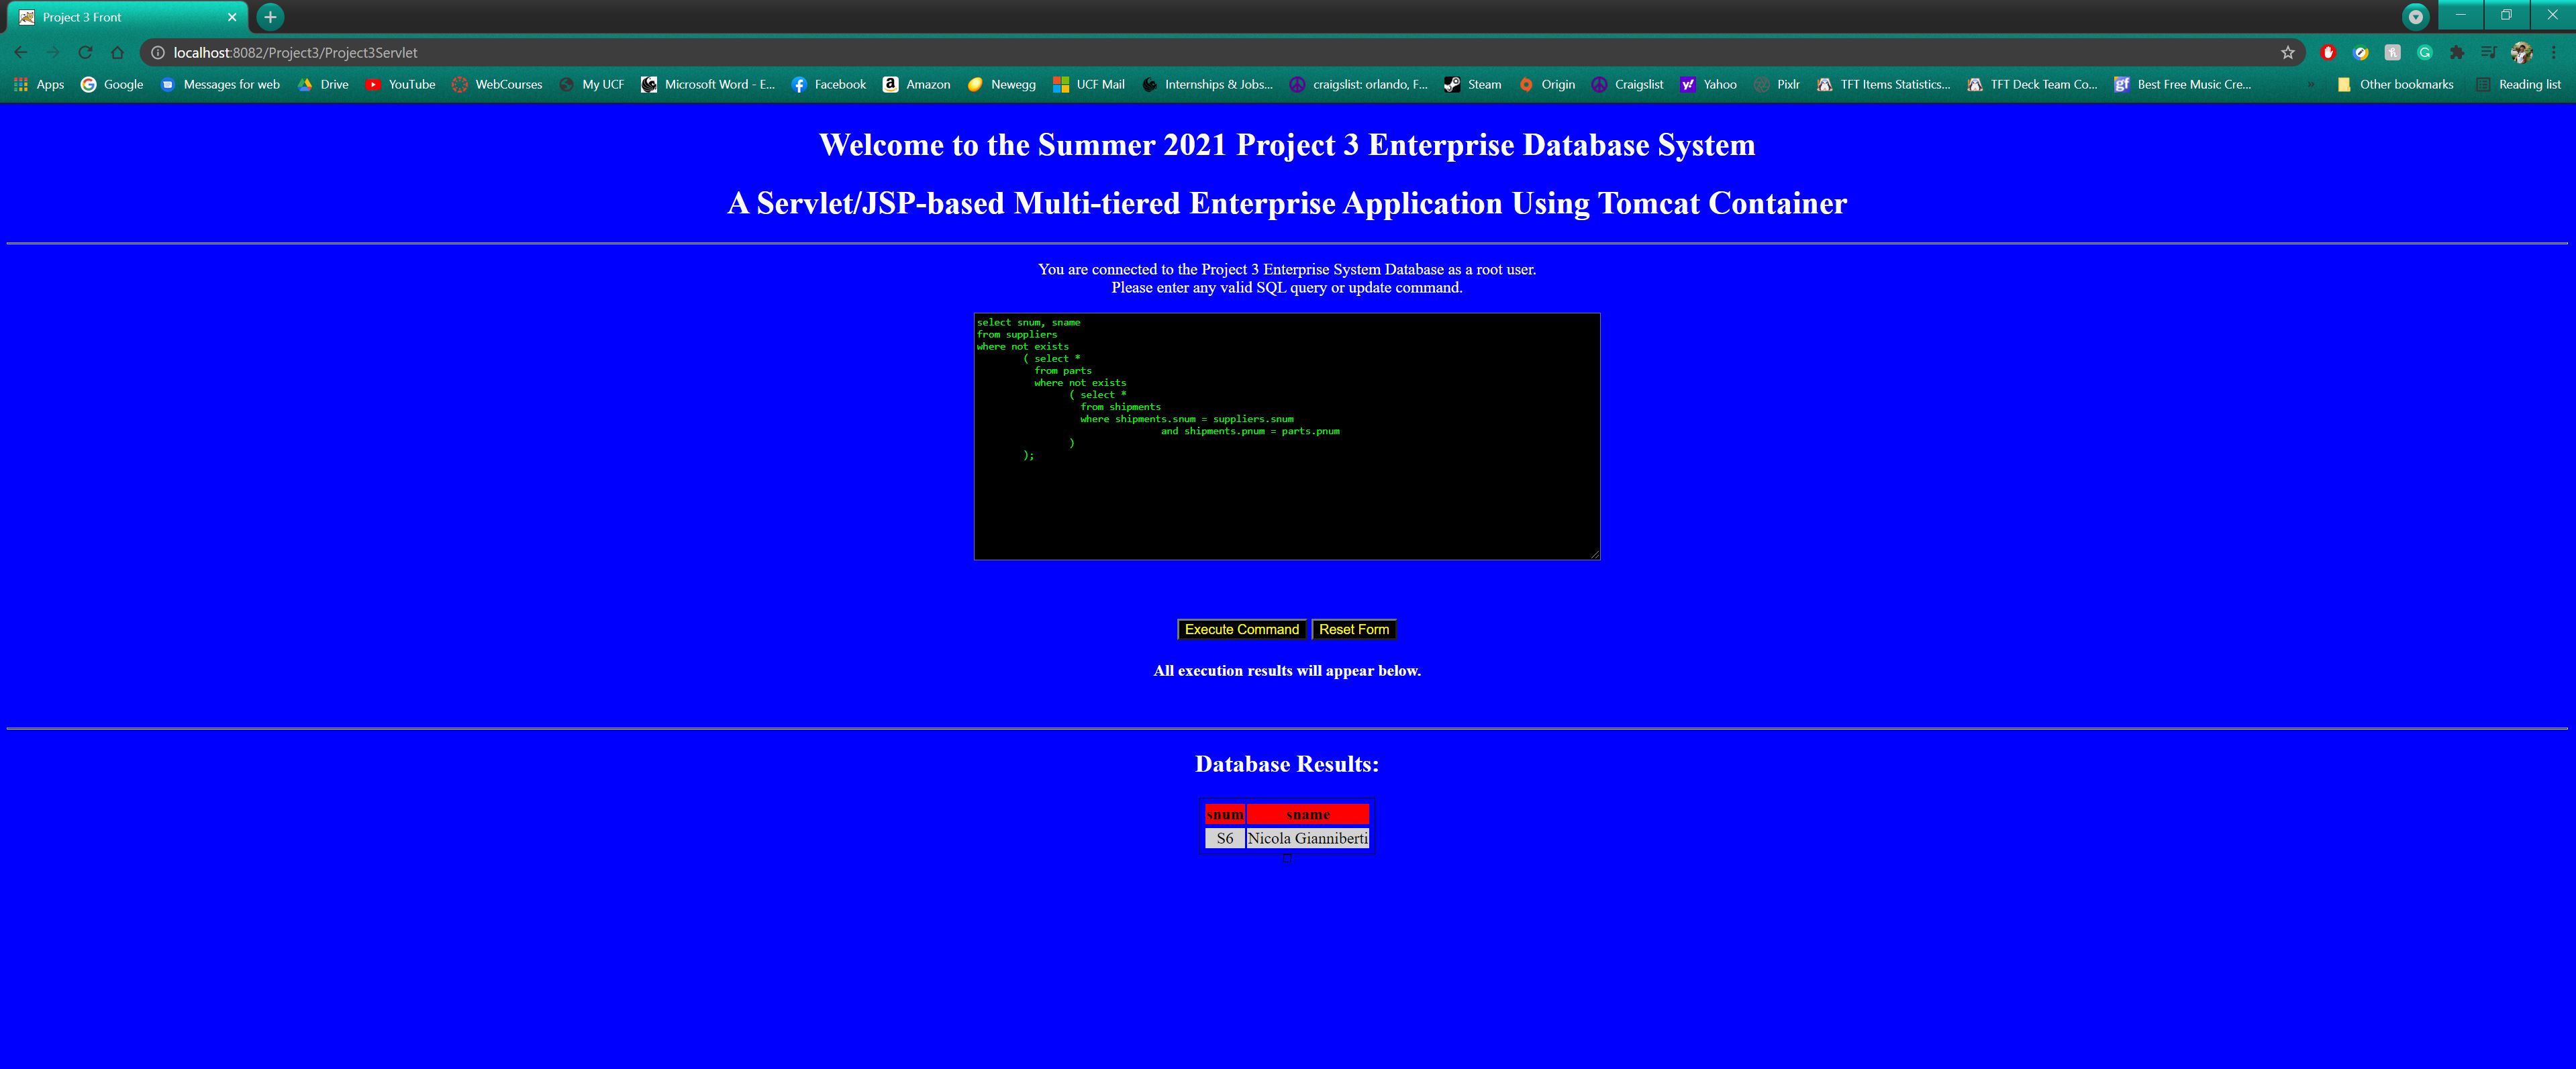 Project 3 Front
localhost:8082/Project3/Project3Servlet
Apps Google Messages for web Drive YouTube WebCourses My UCF Microsoft Word - E... Facebook Amazon Newegg UCF Mail Internships & Jobs... craigslist: orlando, F... Steam Origin Craigslist Yahoo Pixlr TFT Items Statistics... TFT Deck Team Co... gf Best Free Music Cre... » Other bookmarks Reading list
Welcome to the Summer 2021 Project 3 Enterprise Database System
A Servlet/JSP-based Multi-tiered Enterprise Application Using Tomcat Container
You are connected to the Project 3 Enterprise System Database as a root user.
Please enter any valid SQL query or update command.
select snum, sname
from suppliers
where not exists
( select *
from parts
where not exists
( select *
from shipments
where shipments.snum = suppliers.snum
and shipments.pnum = parts.pnum
)
);
Execute Command Reset Form
All execution results will appear below.
Database Results:
snum sname
S6 Nicola Gianniberti